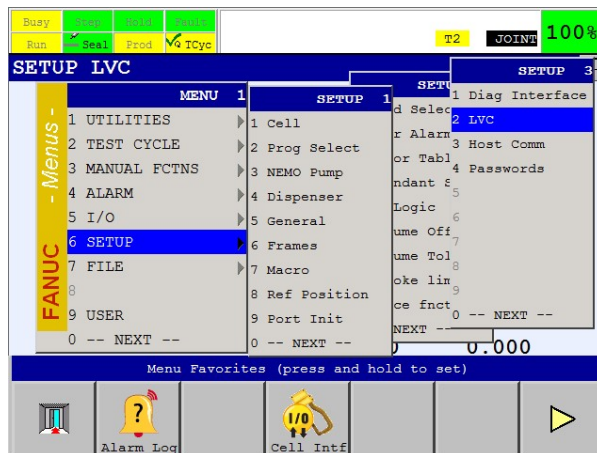 Busy Step Hold Fault
Run Seal Prod TCyc
T2 JOINT 100%
SETUP LVC
FANUC - Menus -
MENU 1
1 UTILITIES
2 TEST CYCLE
3 MANUAL FCTNS
4 ALARM
5 I/O
6 SETUP
7 FILE
8
9 USER
0 -- NEXT --
SETUP 1
1 Cell
2 Prog Select
3 NEMO Pump
4 Dispenser
5 General
6 Frames
7 Macro
8 Ref Position
9 Port Init
0 -- NEXT --
SETU
d Selec
r Alarm
or Tabl
ndant S
Logic
ume Off
ume Tol
oke lim
ce fnct
NEXT --
SETUP 3
1 Diag Interface
2 LVC
3 Host Comm
4 Passwords
5
6
7
8
9
0 -- NEXT --
0.000
Menu Favorites (press and hold to set)
?
I/O
Alarm Log
Cell Intf